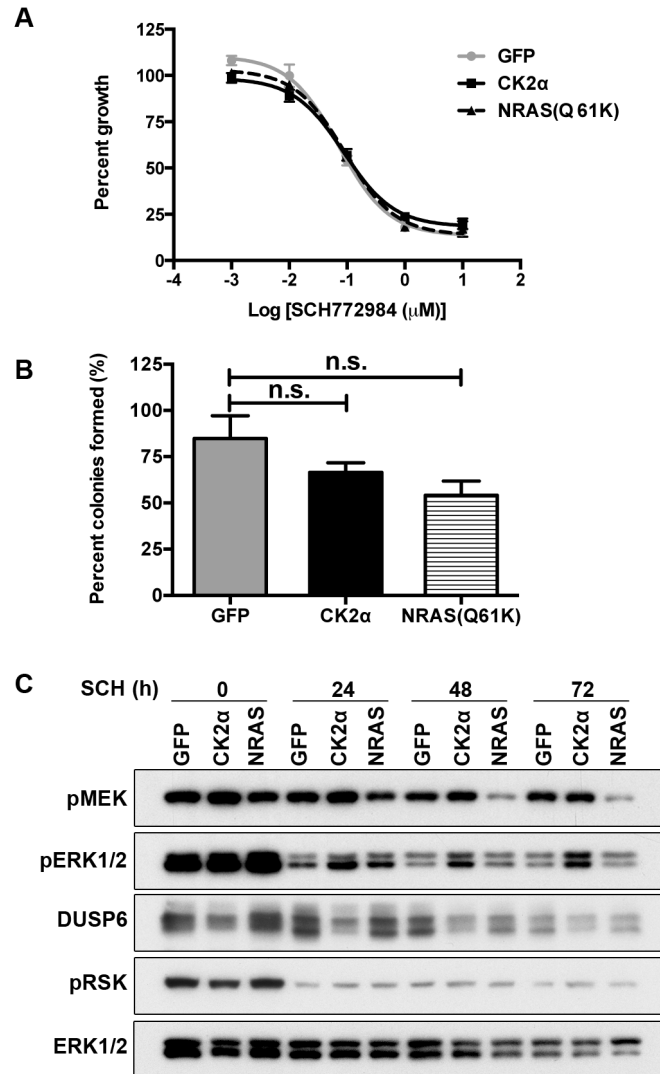 A
Percent growth
125
100
75
50
25
0
-4 -3 -2 -1 0 1 2
Log [SCH772984 (μM)]
GFP
CK2α
NRAS(Q61K)
B
Percent colonies formed (%)
125
100
75
50
25
0
n.s.
n.s.
GFP CK2α NRAS(Q61K)
C
SCH (h) 0 24 48 72
GFP CK2α NRAS GFP CK2α NRAS GFP CK2α NRAS GFP CK2α NRAS
pMEK
pERK1/2
DUSP6
pRSK
ERK1/2